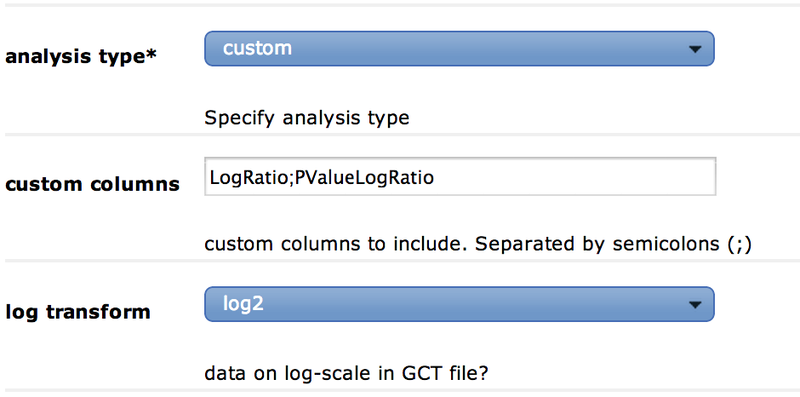 analysis type*
custom
Specify analysis type
custom columns
LogRatio;PValueLogRatio
custom columns to include. Separated by semicolons (;)
log transform
log2
data on log-scale in GCT file?